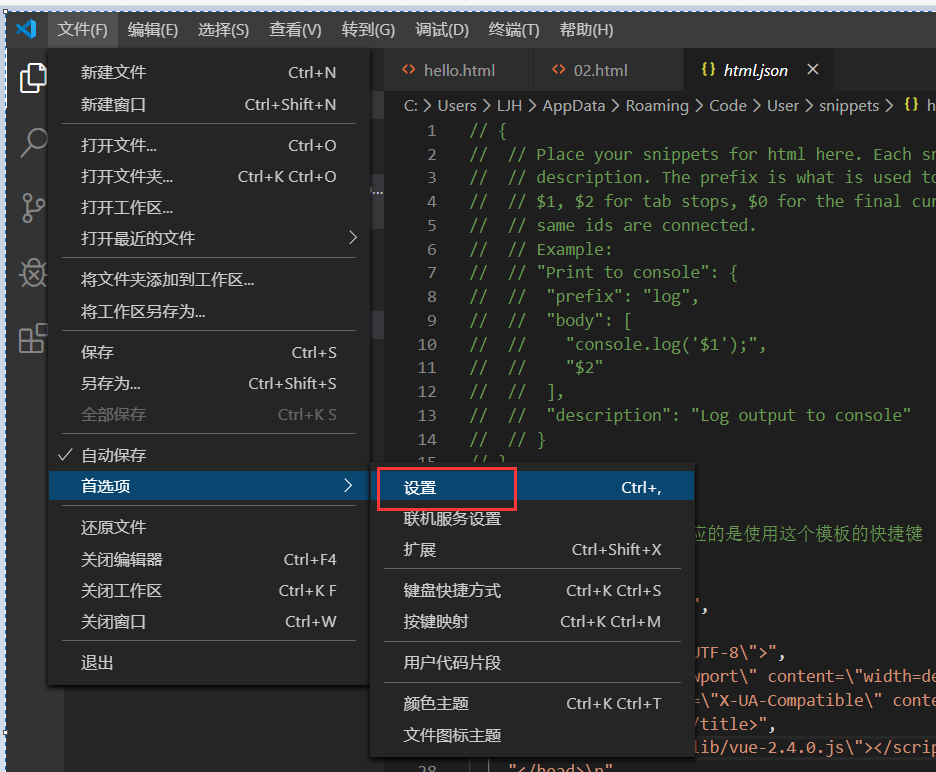 文件(F) 编辑(E) 选择(S) 查看(V) 转到(G) 调试(D) 终端(T) 帮助(H)
新建文件 Ctrl+N
新建窗口 Ctrl+Shift+N
打开文件... Ctrl+O
打开文件夹... Ctrl+K Ctrl+O
打开工作区...
打开最近的文件
将文件夹添加到工作区...
将工作区另存为...
保存 Ctrl+S
另存为... Ctrl+Shift+S
全部保存 Ctrl+K S
自动保存
首选项
还原文件
关闭编辑器 Ctrl+F4
关闭工作区 Ctrl+K F
关闭窗口 Ctrl+W
退出
设置 Ctrl+,
联机服务设置
扩展 Ctrl+Shift+X
键盘快捷方式 Ctrl+K Ctrl+S
按键映射 Ctrl+K Ctrl+M
用户代码片段
颜色主题 Ctrl+K Ctrl+T
文件图标主题
<> hello.html <> 02.html {} html.json ×
C: > Users > LJH > AppData > Roaming > Code > User > snippets > {} h
1 // {
2 // // Place your snippets for html here. Each sn
3 // // description. The prefix is what is used to
4 // // $1, $2 for tab stops, $0 for the final cur
5 // // same ids are connected.
6 // // Example:
7 // // "Print to console": {
8 // // "prefix": "log",
9 // // "body": [
10 // // "console.log('$1');",
11 // // "$2"
12 // // ],
13 // // "description": "Log output to console"
14 // // }
15 // }
应的是使用这个模板的快捷键
",
UTF-8\">",
wport\" content=\"width=de
=\"X-UA-Compatible\" conte
/title>",
lib/vue-2.4.0.js\"></scrip
28 "</head>\n"